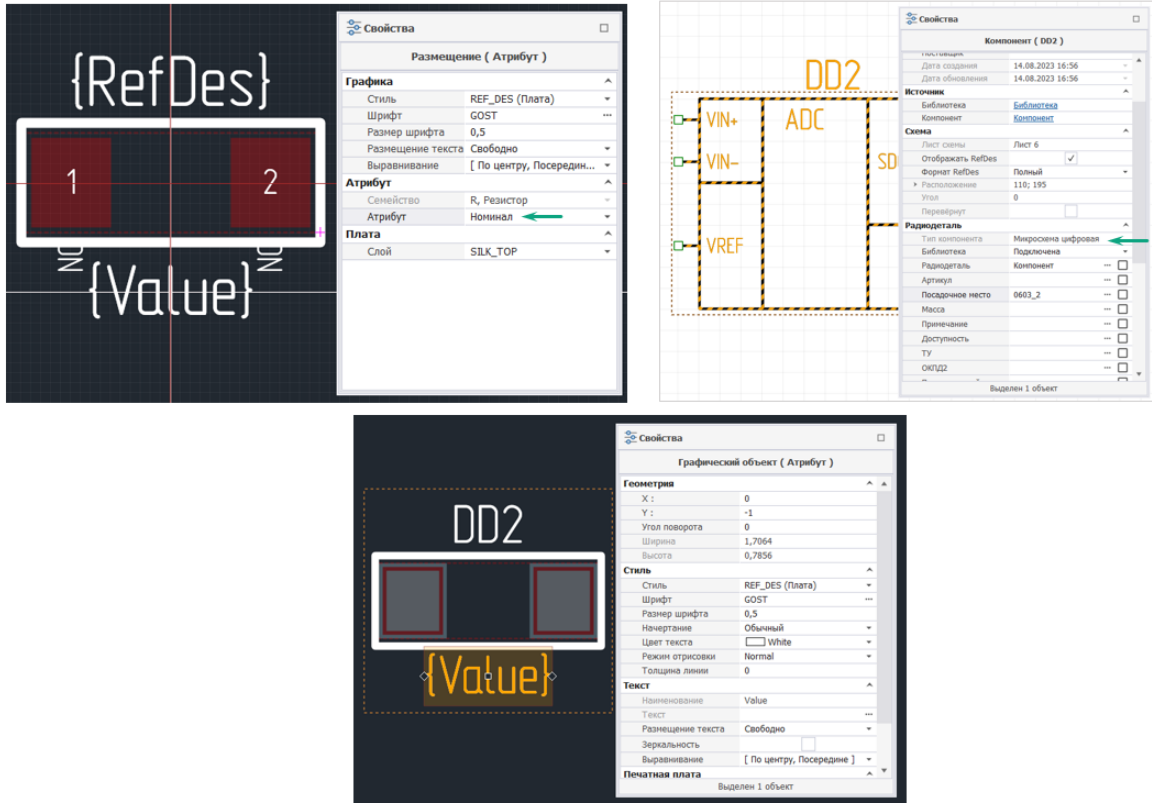 {RefDes}
1
2
NC
NC
{Value}
Свойства
Размещение ( Атрибут )
Графика
Стиль REF_DES (Плата)
Шрифт GOST ...
Размер шрифта 0,5
Размещение текста Свободно
Выравнивание [ По центру, Посередин...
Атрибут
Семейство R, Резистор
Атрибут Номинал
Плата
Слой SILK_TOP
DD2
VIN+
ADC
VIN-
SD
VREF
Свойства
Компонент ( DD2 )
Поставщик
Дата создания 14.08.2023 16:56
Дата обновления 14.08.2023 16:56
Источник
Библиотека Библиотека
Компонент Компонент
Схема
Лист схемы Лист 6
Отображать RefDes
Формат RefDes Полный
Расположение 110; 195
Угол 0
Перевёрнут
Радиодеталь
Тип компонента Микросхема цифровая
Библиотека Подключена
Радиодеталь Компонент ...
Артикул ...
Посадочное место 0603_2 ...
Масса ...
Примечание ...
Доступность ...
ТУ ...
ОКПД2 ...
Выделен 1 объект
DD2
{Value}
Свойства
Графический объект ( Атрибут )
Геометрия
X : 0
Y : -1
Угол поворота 0
Ширина 1,7064
Высота 0,7856
Стиль
Стиль REF_DES (Плата)
Шрифт GOST ...
Размер шрифта 0,5
Начертание Обычный
Цвет текста White
Режим отрисовки Normal
Толщина линии 0
Текст
Наименование Value
Текст ...
Размещение текста Свободно
Зеркальность
Выравнивание [ По центру, Посередине ]
Печатная плата
Выделен 1 объект